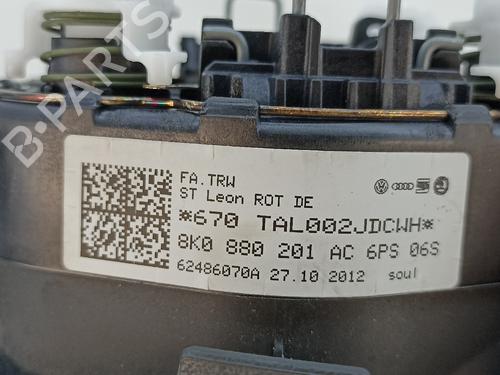 B-PARTS
FA.TRW
ST Leon ROT DE
*670 TAL002JDCWH*
8K0 880 201 AC 6PS 06S
62486070A 27.10 2012 soul